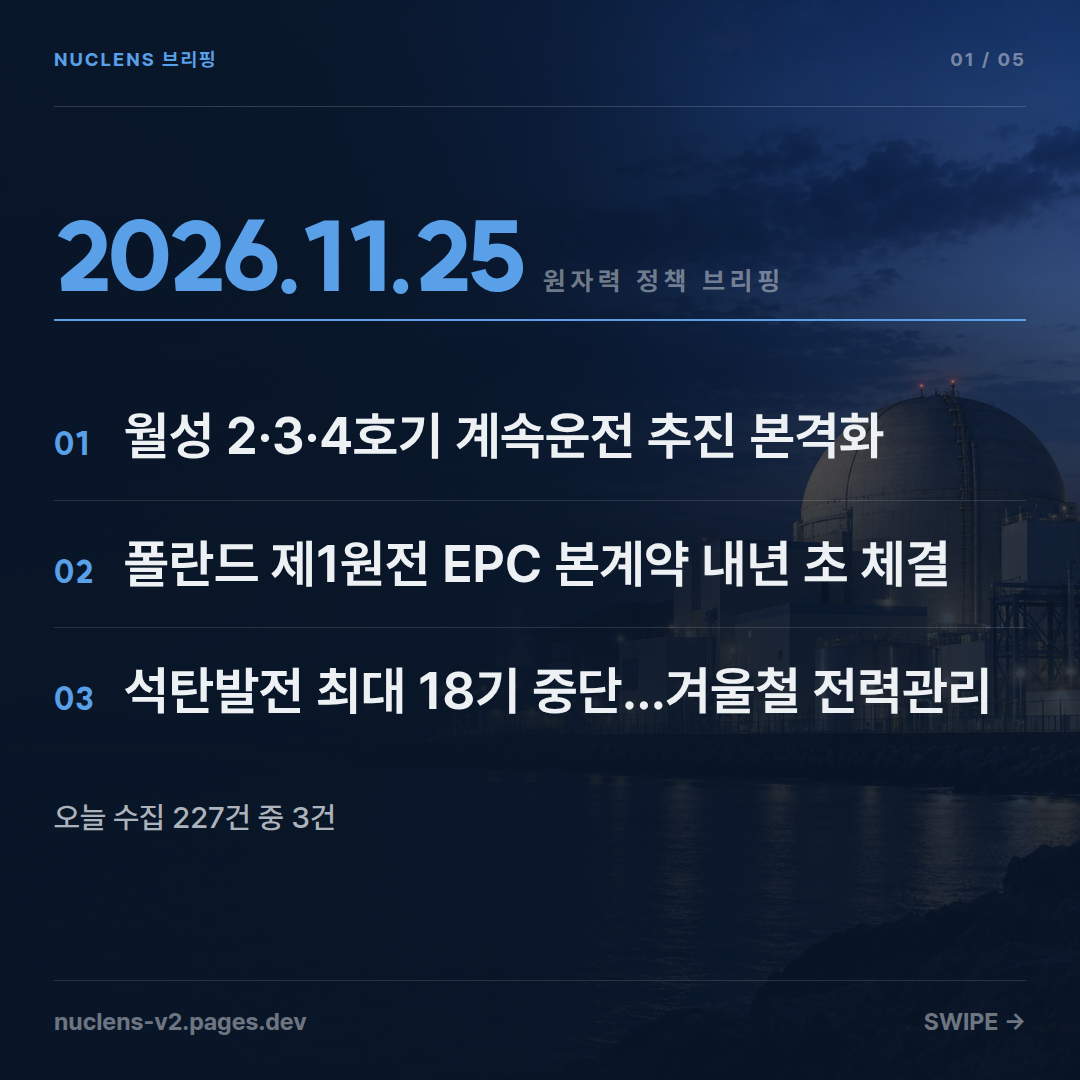 NUCLENS 브리핑
01 / 05
2026.11.25 원자력 정책 브리핑
01 월성 2·3·4호기 계속운전 추진 본격화
02 폴란드 제1원전 EPC 본계약 내년 초 체결
03 석탄발전 최대 18기 중단...겨울철 전력관리
오늘 수집 227건 중 3건
nuclens-v2.pages.dev
SWIPE →